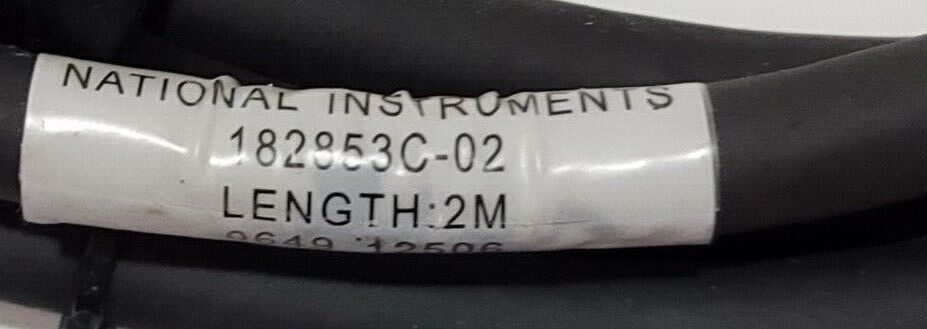 NATIONAL INSTRUMENTS
182853C-02
LENGTH:2M